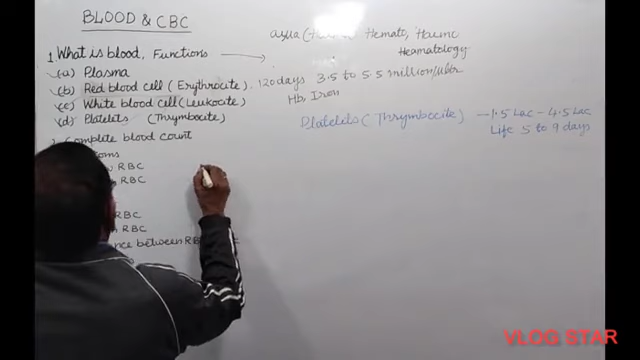 BLOOD & CBC
1. What is blood, Functions
Hemato, Haemo
Heamatology
(a) Plasma
(b) Red blood cell (Erythrocite). 120 days 3.5 to 5.5 million/
Hb Iron
(c) White blood cell (Leukocite)
(d) Platelets (Thrymbocite)
Platelets (Thrymbocite) - 1.5 Lac - 4.5 Lac
Life 5 to 9 days
Complete blood count
RBC
RBC
RBC
RBC
between
VLOG STAR